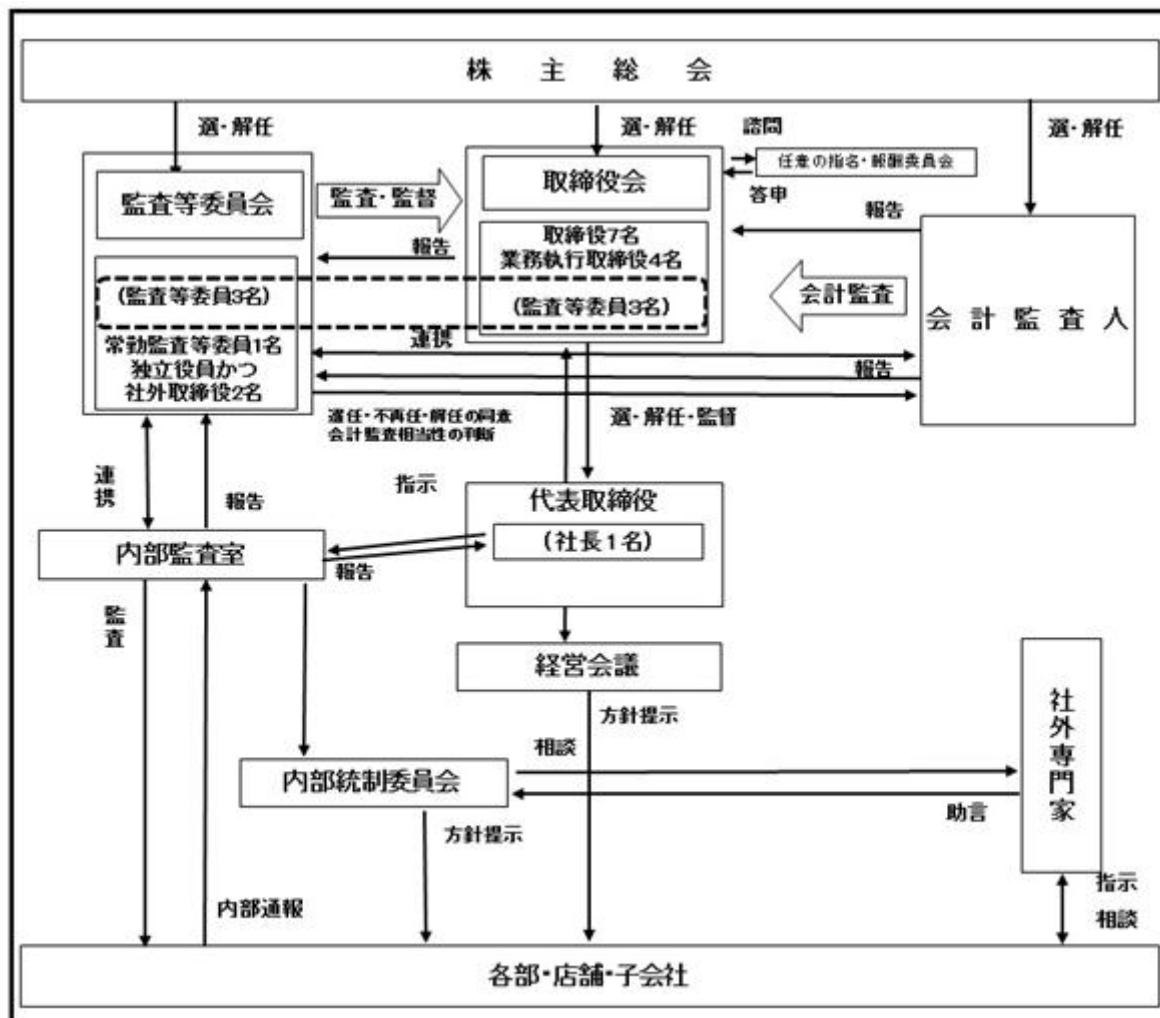 株主総会
選・解任
選・解任
諮問
選・解任
任意の指名・報酬委員会
答申
監査等委員会
監査・監督
取締役会
報告
報告
取締役7名
業務執行取締役4名
(監査等委員3名)
(監査等委員3名)
会計監査
会計監査人
常勤監査等委員1名
独立役員かつ
社外取締役2名
連携
報告
選任・不再任・解任の同意
会計監査相当性の判断
選・解任・監督
連携
報告
指示
代表取締役
(社長1名)
内部監査室
報告
監査
経営会議
方針提示
社外専門家
相談
内部統制委員会
助言
方針提示
内部通報
指示
相談
各部・店舗・子会社